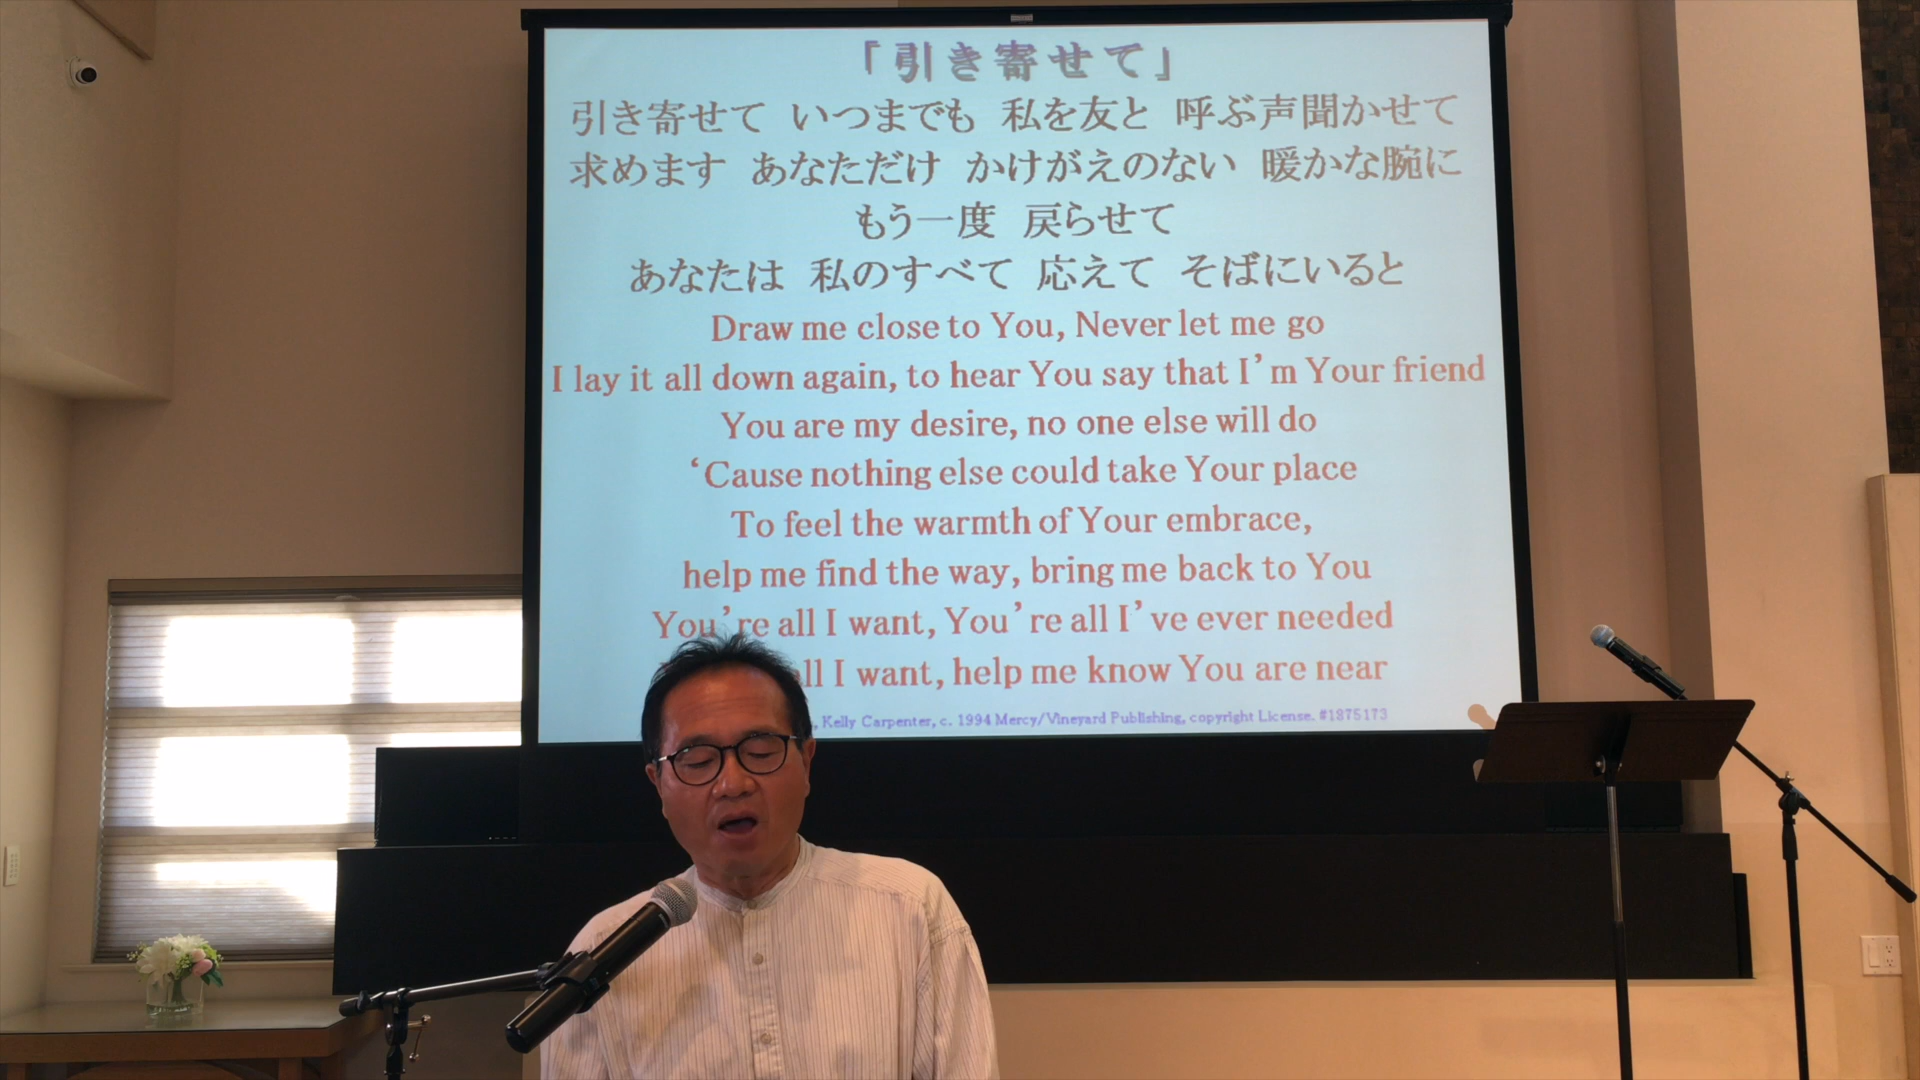 「引き寄せて」
引き寄せて いつまでも 私を友と 呼ぶ声聞かせて
求めます あなただけ かけがえのない 暖かな腕に
もう一度 戻らせて
あなたは 私のすべて 応えて そばにいると
Draw me close to You, Never let me go
I lay it all down again, to hear You say that I’m Your friend
You are my desire, no one else will do
‘Cause nothing else could take Your place
To feel the warmth of Your embrace,
help me find the way, bring me back to You
You’re all I want, You’re all I’ve ever needed
all I want, help me know You are near
, Kelly Carpenter, c. 1994 Mercy/Vineyard Publishing, copyright License. #1875173